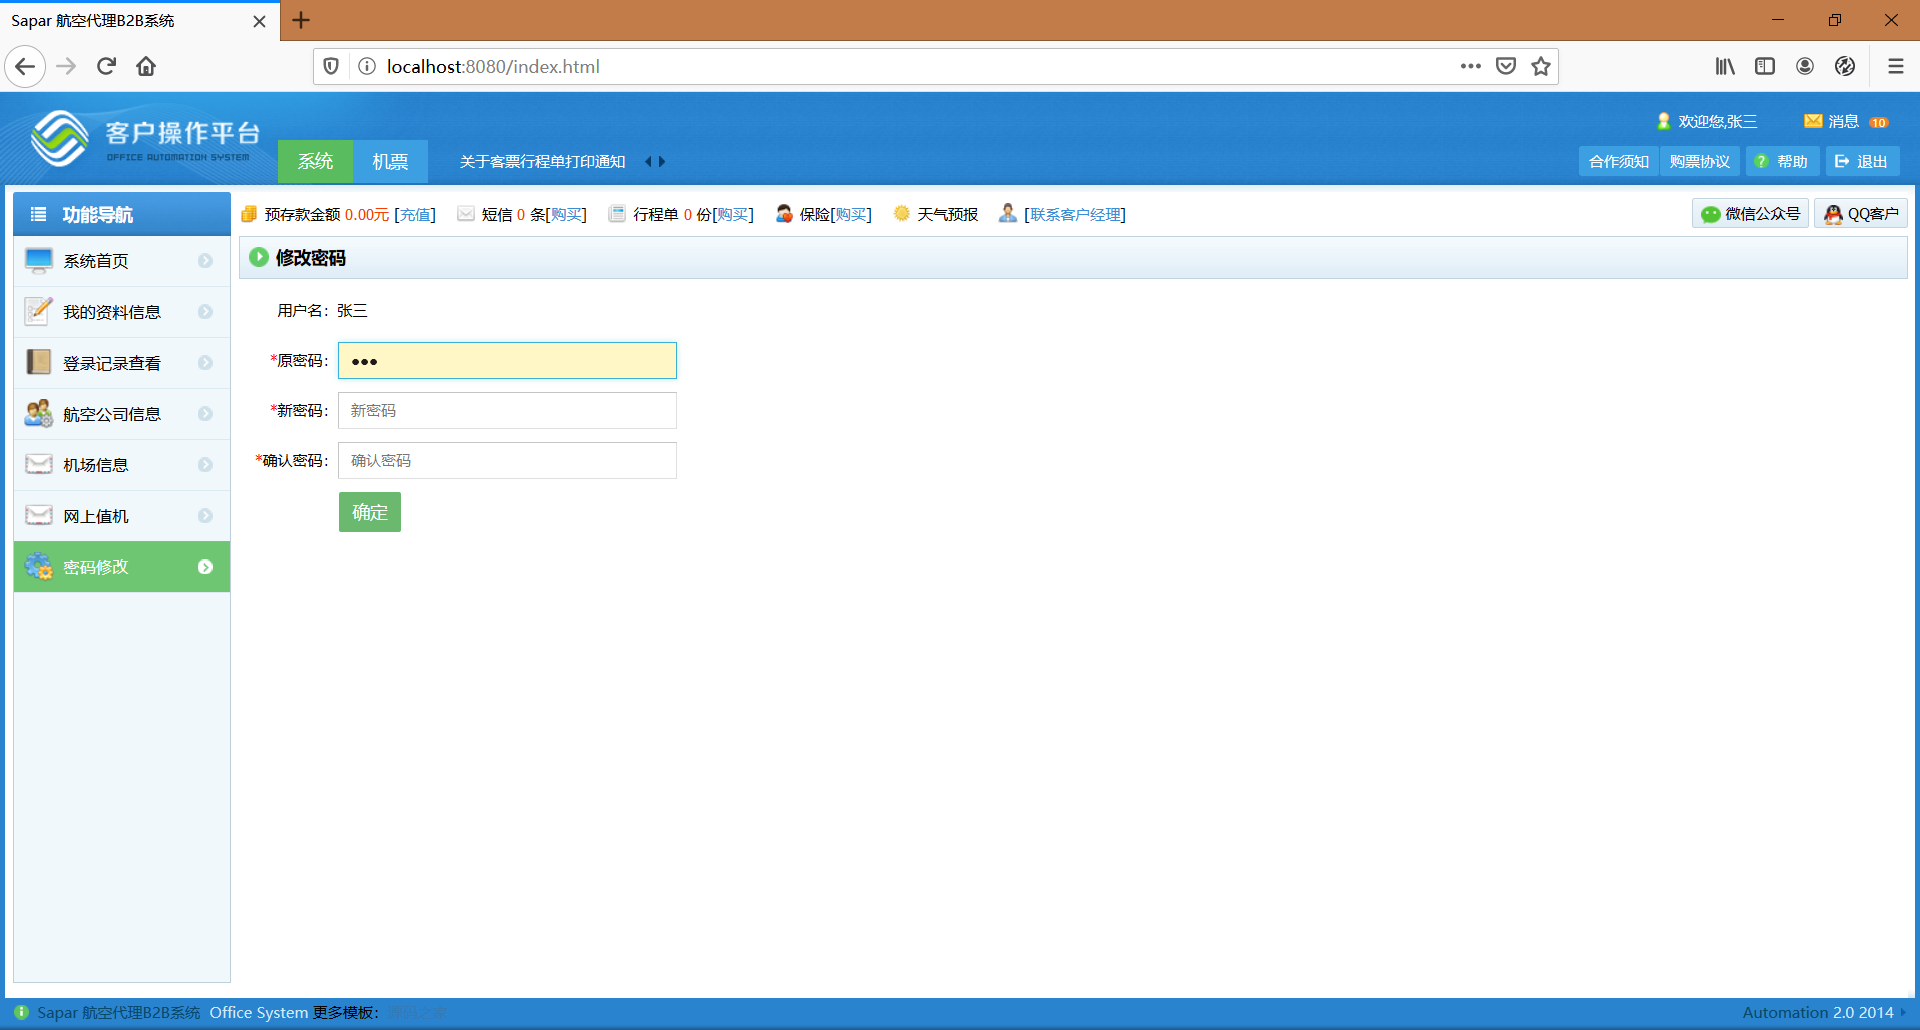 Sapar 航空代理B2B系统
localhost:8080/index.html
客户操作平台
OFFICE AUTOMATION SYSTEM
系统 机票 关于客票行程单打印通知
欢迎您,张三 消息 10
合作须知 购票协议 帮助 退出
功能导航
系统首页
我的资料信息
登录记录查看
航空公司信息
机场信息
网上值机
密码修改
预存款金额 0.00元 [充值] 短信 0 条[购买] 行程单 0 份[购买] 保险[购买] 天气预报 [联系客户经理]
微信公众号 QQ客户
修改密码
用户名： 张三
*原密码： •••
*新密码： 新密码
*确认密码： 确认密码
确定
Sapar 航空代理B2B系统 Office System 更多模板：
Automation 2.0 2014